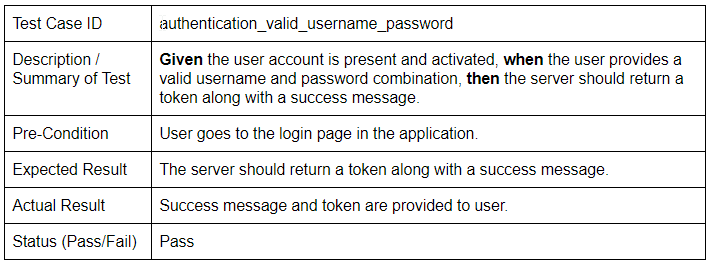 Test Case ID
authentication_valid_username_password
Description /
Summary of Test
Given the user account is present and activated, when the user provides a
valid username and password combination, then the server should return a
token along with a success message.
Pre-Condition
User goes to the login page in the application.
Expected Result
The server should return a token along with a success message.
Actual Result
Success message and token are provided to user.
Status (Pass/Fail)
Pass